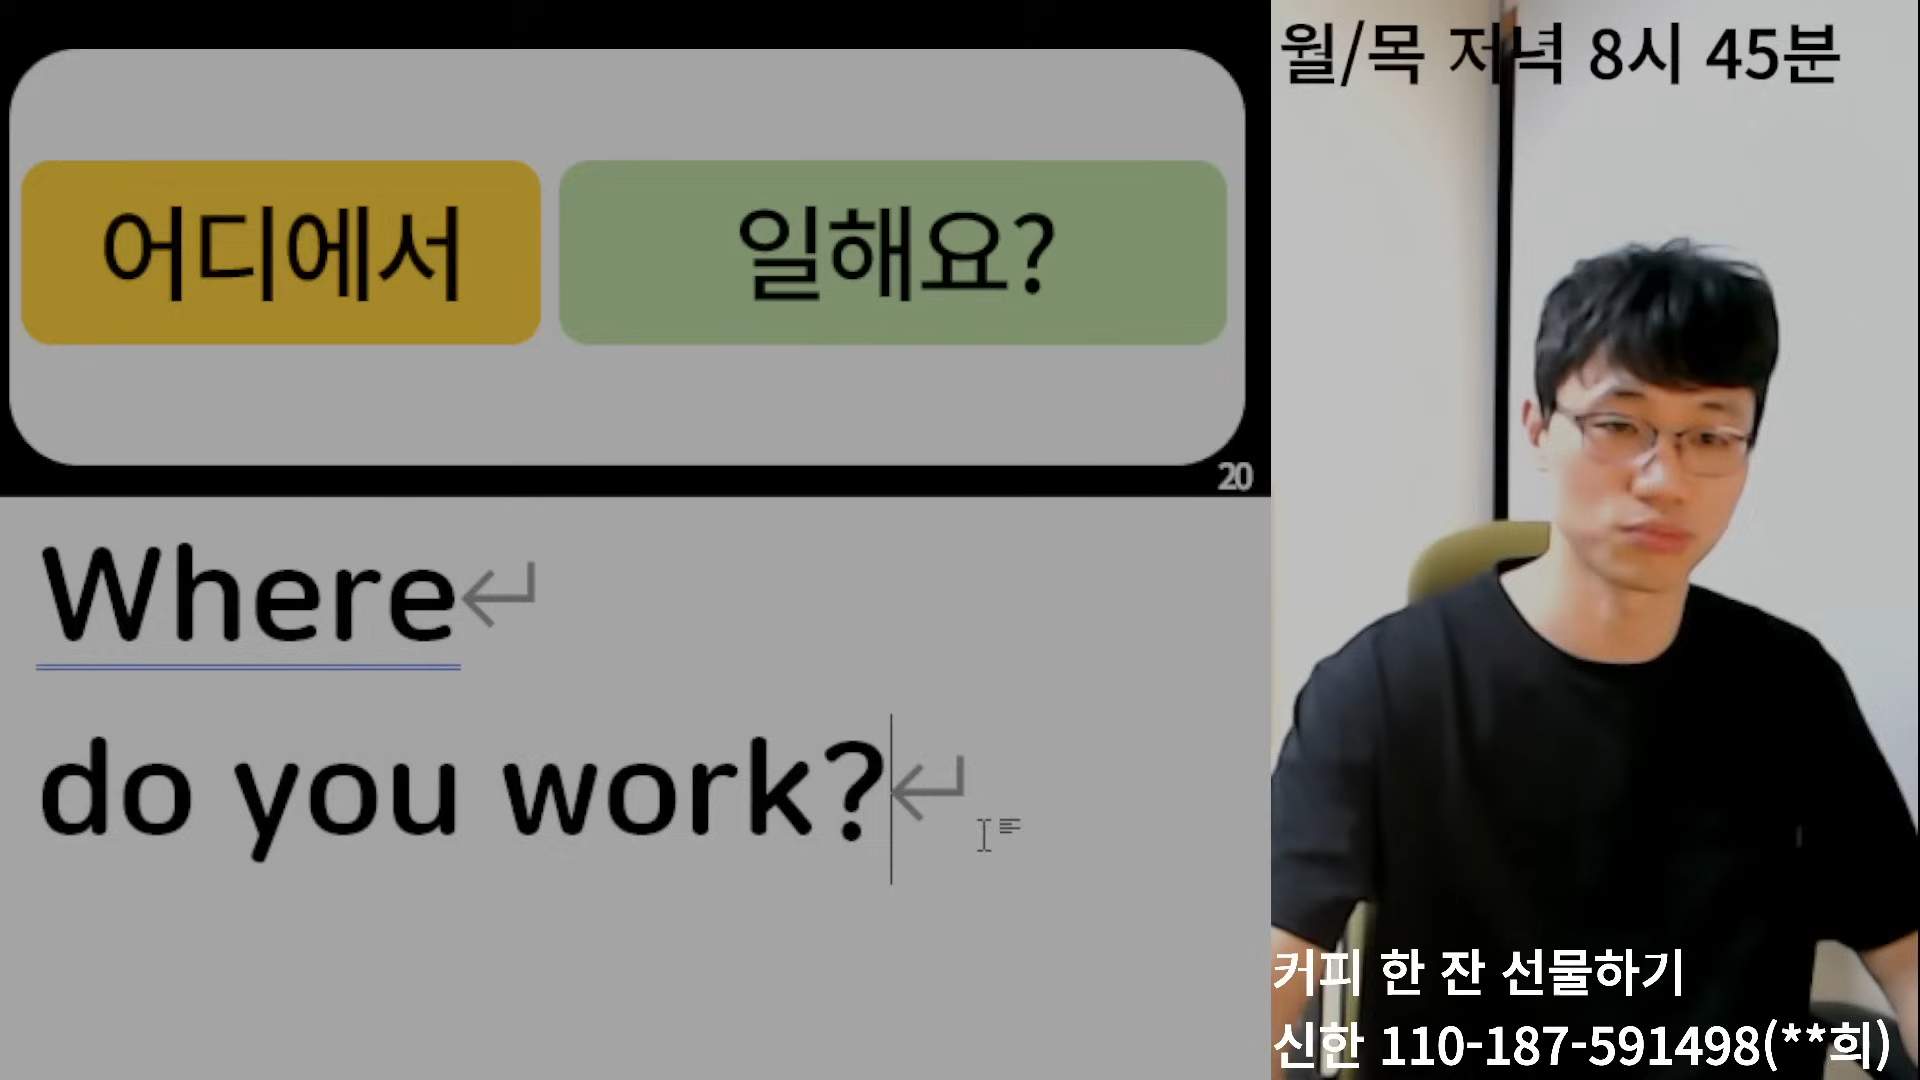 어디에서 일해요?
20
Where
do you work?
월/목 저녁 8시 45분
커피 한 잔 선물하기
신한 110-187-591498(**희)